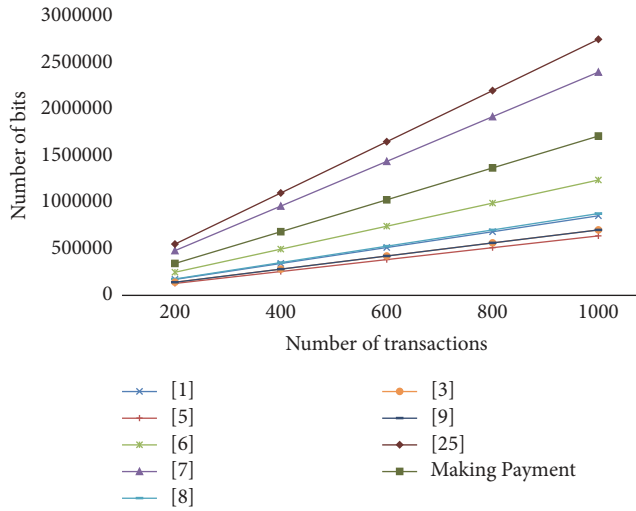 3000000
2500000
2000000
1500000
1000000
500000
0
Number of bits
200 400 600 800 1000
Number of transactions
[1] [3]
[5] [9]
[6] [25]
[7] Making Payment
[8]